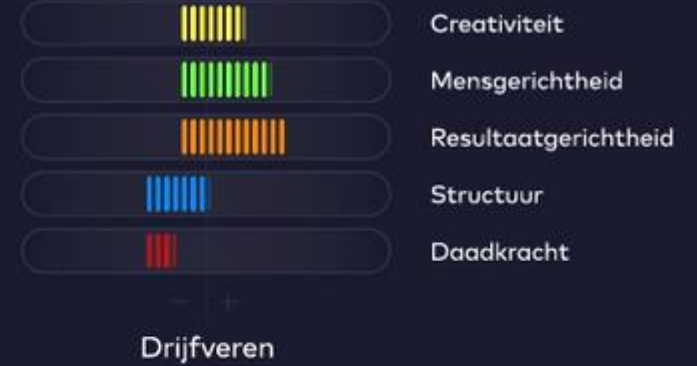 Creativiteit
Mensgerichtheid
Resultaatgerichtheid
Structuur
Daadkracht
− +
Drijfveren